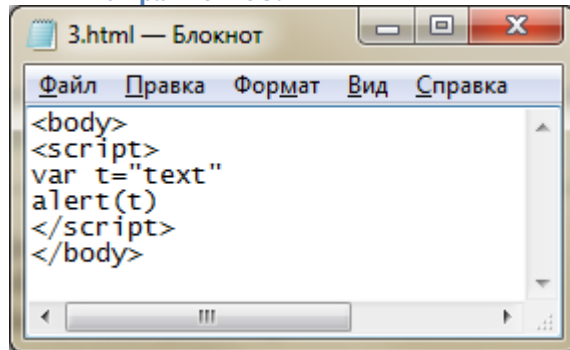 3.html — Блокнот
Файл Правка Формат Вид Справка
<body>
<script>
var t="text"
alert(t)
</script>
</body>